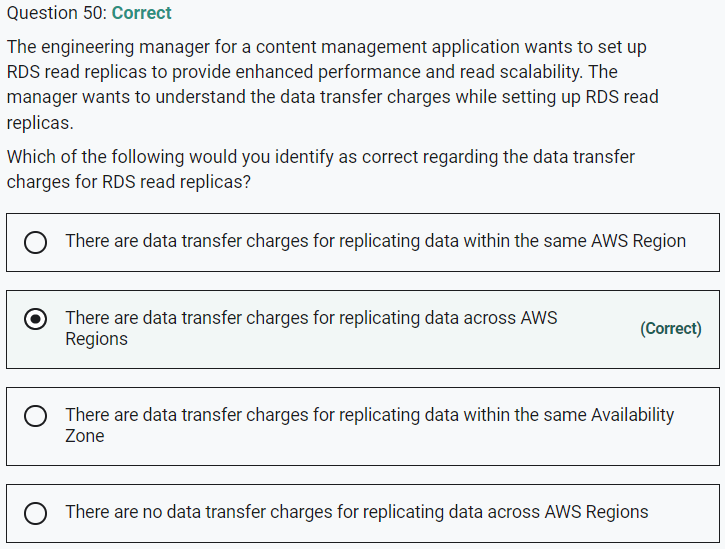 Question 50: Correct
The engineering manager for a content management application wants to set up
RDS read replicas to provide enhanced performance and read scalability. The
manager wants to understand the data transfer charges while setting up RDS read
replicas.
Which of the following would you identify as correct regarding the data transfer
charges for RDS read replicas?
There are data transfer charges for replicating data within the same AWS Region
There are data transfer charges for replicating data across AWS
Regions
(Correct)
There are data transfer charges for replicating data within the same Availability
Zone
There are no data transfer charges for replicating data across AWS Regions